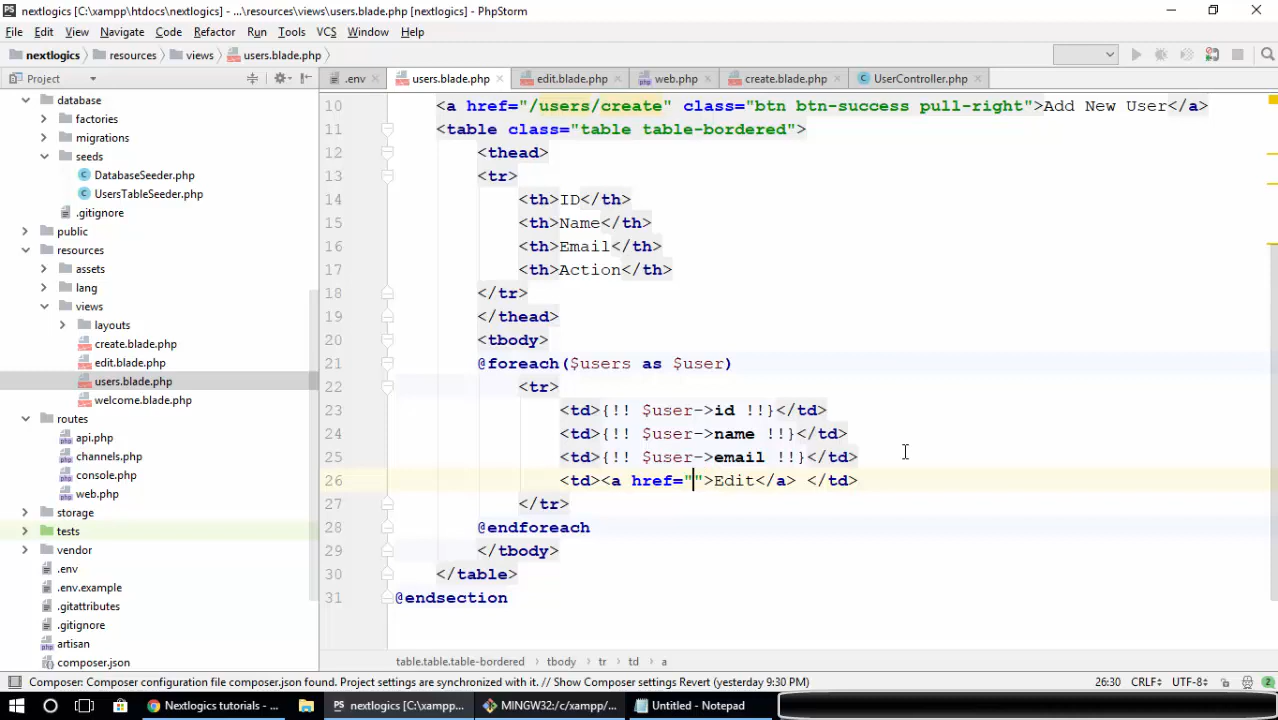 nextlogics [C:\xampp\htdocs\nextlogics] - ...\resources\views\users.blade.php [nextlogics] - PhpStorm
File Edit View Navigate Code Refactor Run Tools VCS Window Help
nextlogics resources views users.blade.php
Project
.env users.blade.php edit.blade.php web.php create.blade.php UserController.php
database
factories
migrations
seeds
DatabaseSeeder.php
UsersTableSeeder.php
.gitignore
public
resources
assets
lang
views
layouts
create.blade.php
edit.blade.php
users.blade.php
welcome.blade.php
routes
api.php
channels.php
console.php
web.php
storage
tests
vendor
.env
.env.example
.gitattributes
.gitignore
artisan
composer.json
10 <a href="/users/create" class="btn btn-success pull-right">Add New User</a>
11 <table class="table table-bordered">
12 <thead>
13 <tr>
14 <th>ID</th>
15 <th>Name</th>
16 <th>Email</th>
17 <th>Action</th>
18 </tr>
19 </thead>
20 <tbody>
21 @foreach($users as $user)
22 <tr>
23 <td>{!! $user->id !!}</td>
24 <td>{!! $user->name !!}</td>
25 <td>{!! $user->email !!}</td>
26 <td><a href="">Edit</a> </td>
27 </tr>
28 @endforeach
29 </tbody>
30 </table>
31 @endsection
table.table.table-bordered tbody tr td a
Composer: Composer configuration file composer.json found. Project settings are synchronized with it. // Show Composer settings Revert (yesterday 9:30 PM) 26:30 CRLF UTF-8 2
Nextlogics tutorials - ... nextlogics [C:\xampp\... MINGW32:/c/xampp/... Untitled - Notepad